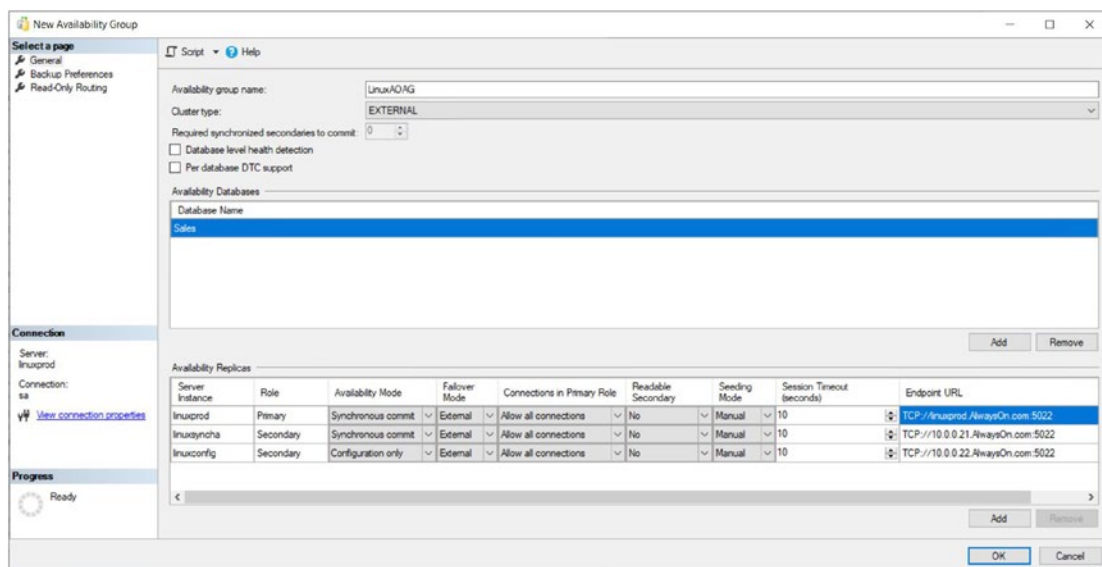 New Availability Group
Select a page
General
Backup Preferences
Read-Only Routing
Script Help
Availability group name: LinuxAOAG
Cluster type: EXTERNAL
Required synchronized secondaries to commit: 0
Database level health detection
Per database DTC support
Availability Databases
Database Name
Sales
Add Remove
Connection
Server:
linuxprod
Connection:
sa
View connection properties
Progress
Ready
Availability Replicas
Server Instance Role Availability Mode Failover Mode Connections in Primary Role Readable Secondary Seeding Mode Session Timeout (seconds) Endpoint URL
linuxprod Primary Synchronous commit External Allow all connections No Manual 10 TCP://linuxprod.AlwaysOn.com:5022
linuxsyncha Secondary Synchronous commit External Allow all connections No Manual 10 TCP://10.0.0.21.AlwaysOn.com:5022
linuxconfig Secondary Configuration only External Allow all connections No Manual 10 TCP://10.0.0.22.AlwaysOn.com:5022
Add Remove
OK Cancel